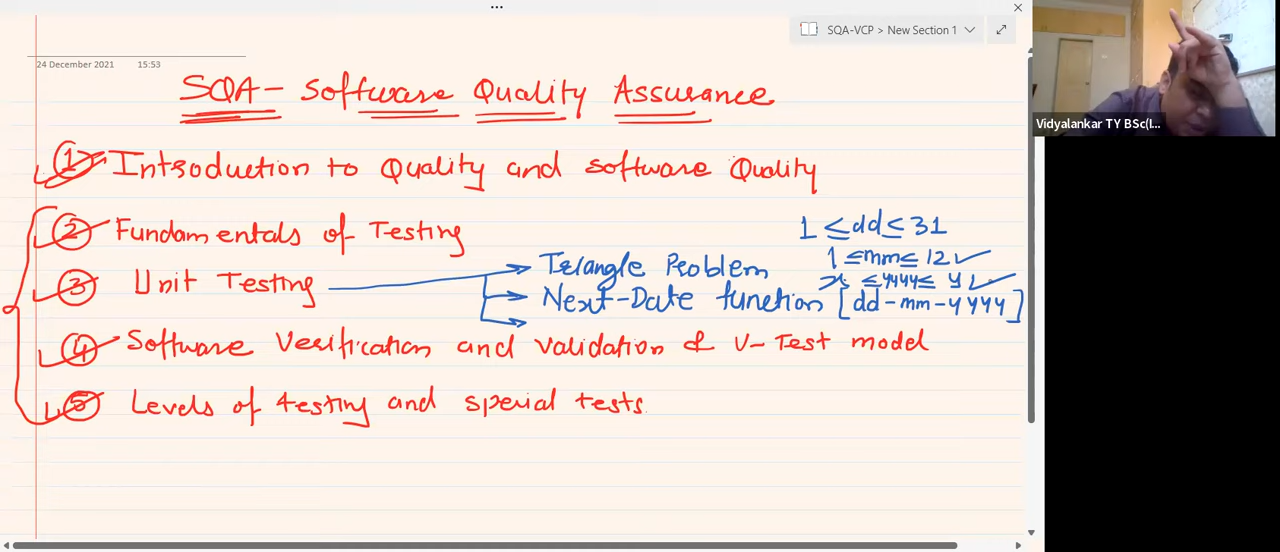 SQA-VCP > New Section 1
24 December 2021 15:53
SQA - Software Quality Assurance
Vidyalankar TY BSc(I...
① Introduction to Quality and software Quality
② Fundamentals of Testing
1 ≤ dd ≤ 31
1 ≤ mm ≤ 12 ✓
③ Unit Testing
Triangle Problem
≤ yyyy ≤ y ✓
Next-Date function [dd-mm-yyyy]
④ Software Verification and validation & V-Test model
⑤ Levels of testing and special tests.